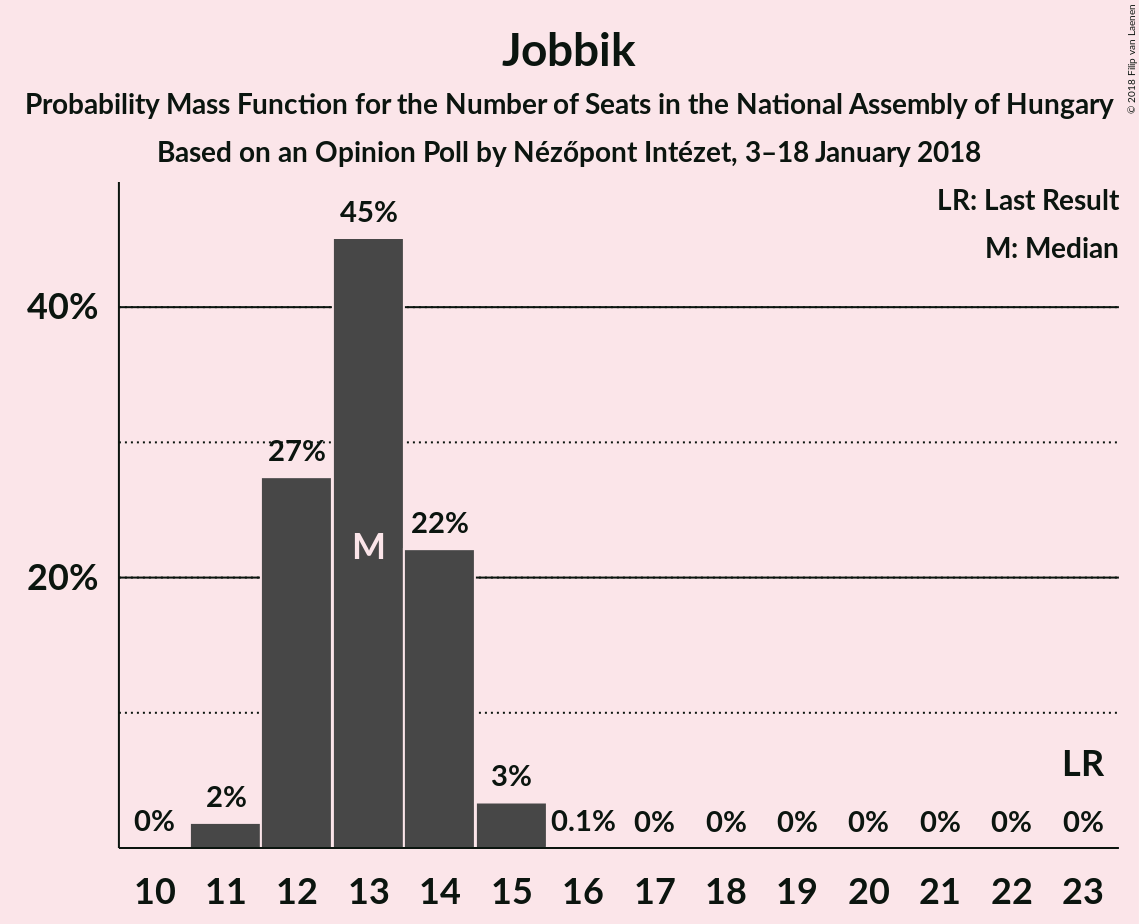 Jobbik
Probability Mass Function for the Number of Seats in the National Assembly of Hungary
Based on an Opinion Poll by Nézőpont Intézet, 3–18 January 2018
© 2018 Filip van Laenen
LR: Last Result
M: Median
40%
20%
0%
2%
27%
45%
M
22%
3%
0.1%
0%
0%
0%
0%
0%
0%
0%
LR
10 11 12 13 14 15 16 17 18 19 20 21 22 23